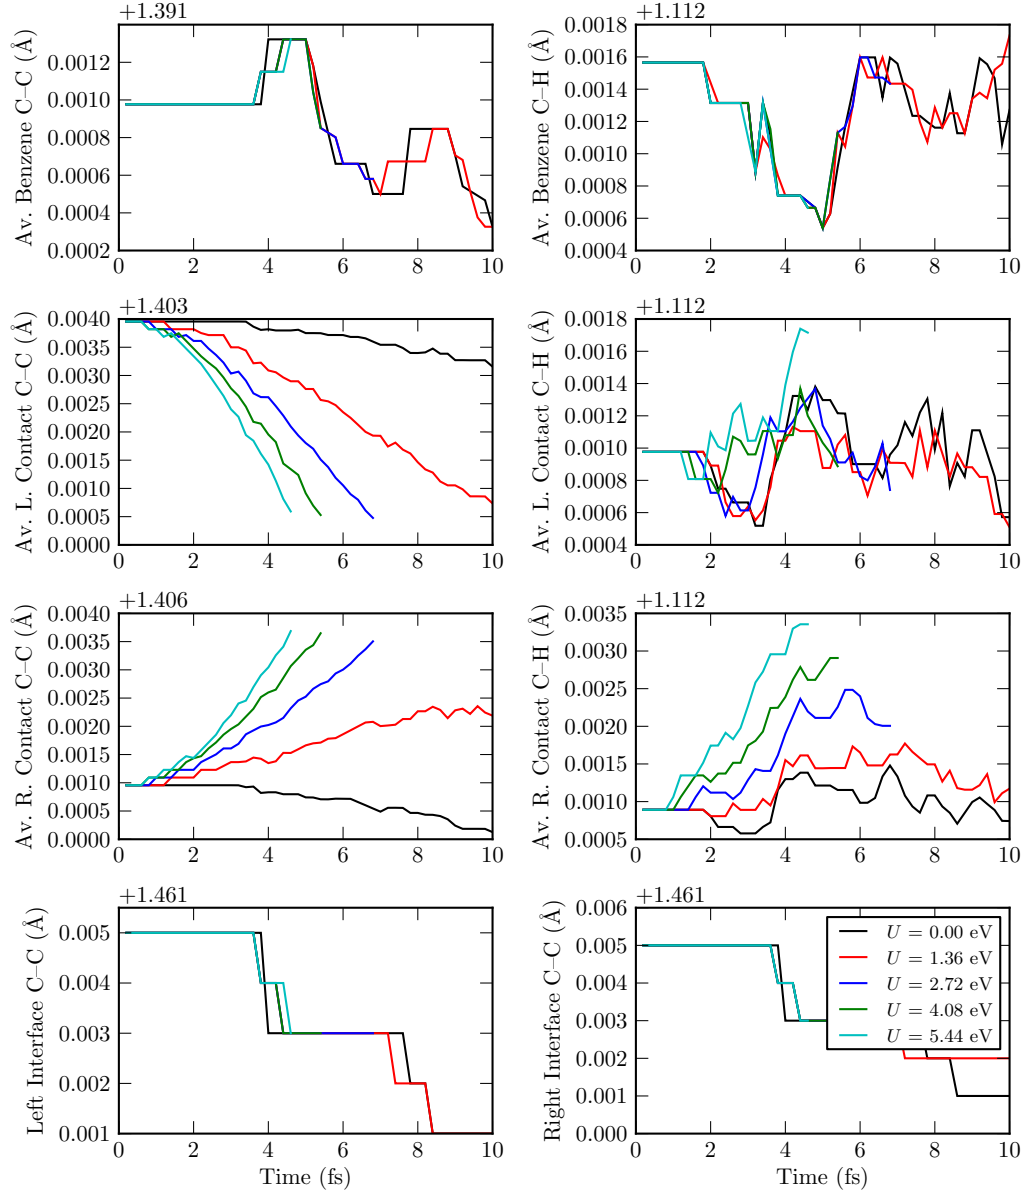 +1.391
Av. Benzene C–C (Å)
0.0012
0.0010
0.0008
0.0006
0.0004
0.0002
0 2 4 6 8 10
+1.112
Av. Benzene C–H (Å)
0.0018
0.0016
0.0014
0.0012
0.0010
0.0008
0.0006
0.0004
0 2 4 6 8 10
+1.403
Av. L. Contact C–C (Å)
0.0040
0.0035
0.0030
0.0025
0.0020
0.0015
0.0010
0.0005
0.0000
0 2 4 6 8 10
+1.112
Av. L. Contact C–H (Å)
0.0018
0.0016
0.0014
0.0012
0.0010
0.0008
0.0006
0.0004
0 2 4 6 8 10
+1.406
Av. R. Contact C–C (Å)
0.0040
0.0035
0.0030
0.0025
0.0020
0.0015
0.0010
0.0005
0.0000
0 2 4 6 8 10
+1.112
Av. R. Contact C–H (Å)
0.0035
0.0030
0.0025
0.0020
0.0015
0.0010
0.0005
0 2 4 6 8 10
+1.461
Left Interface C–C (Å)
0.005
0.004
0.003
0.002
0.001
0 2 4 6 8 10
Time (fs)
+1.461
Right Interface C–C (Å)
0.006
0.005
0.004
0.003
0.002
0.001
0.000
0 2 4 6 8 10
Time (fs)
U = 0.00 eV
U = 1.36 eV
U = 2.72 eV
U = 4.08 eV
U = 5.44 eV